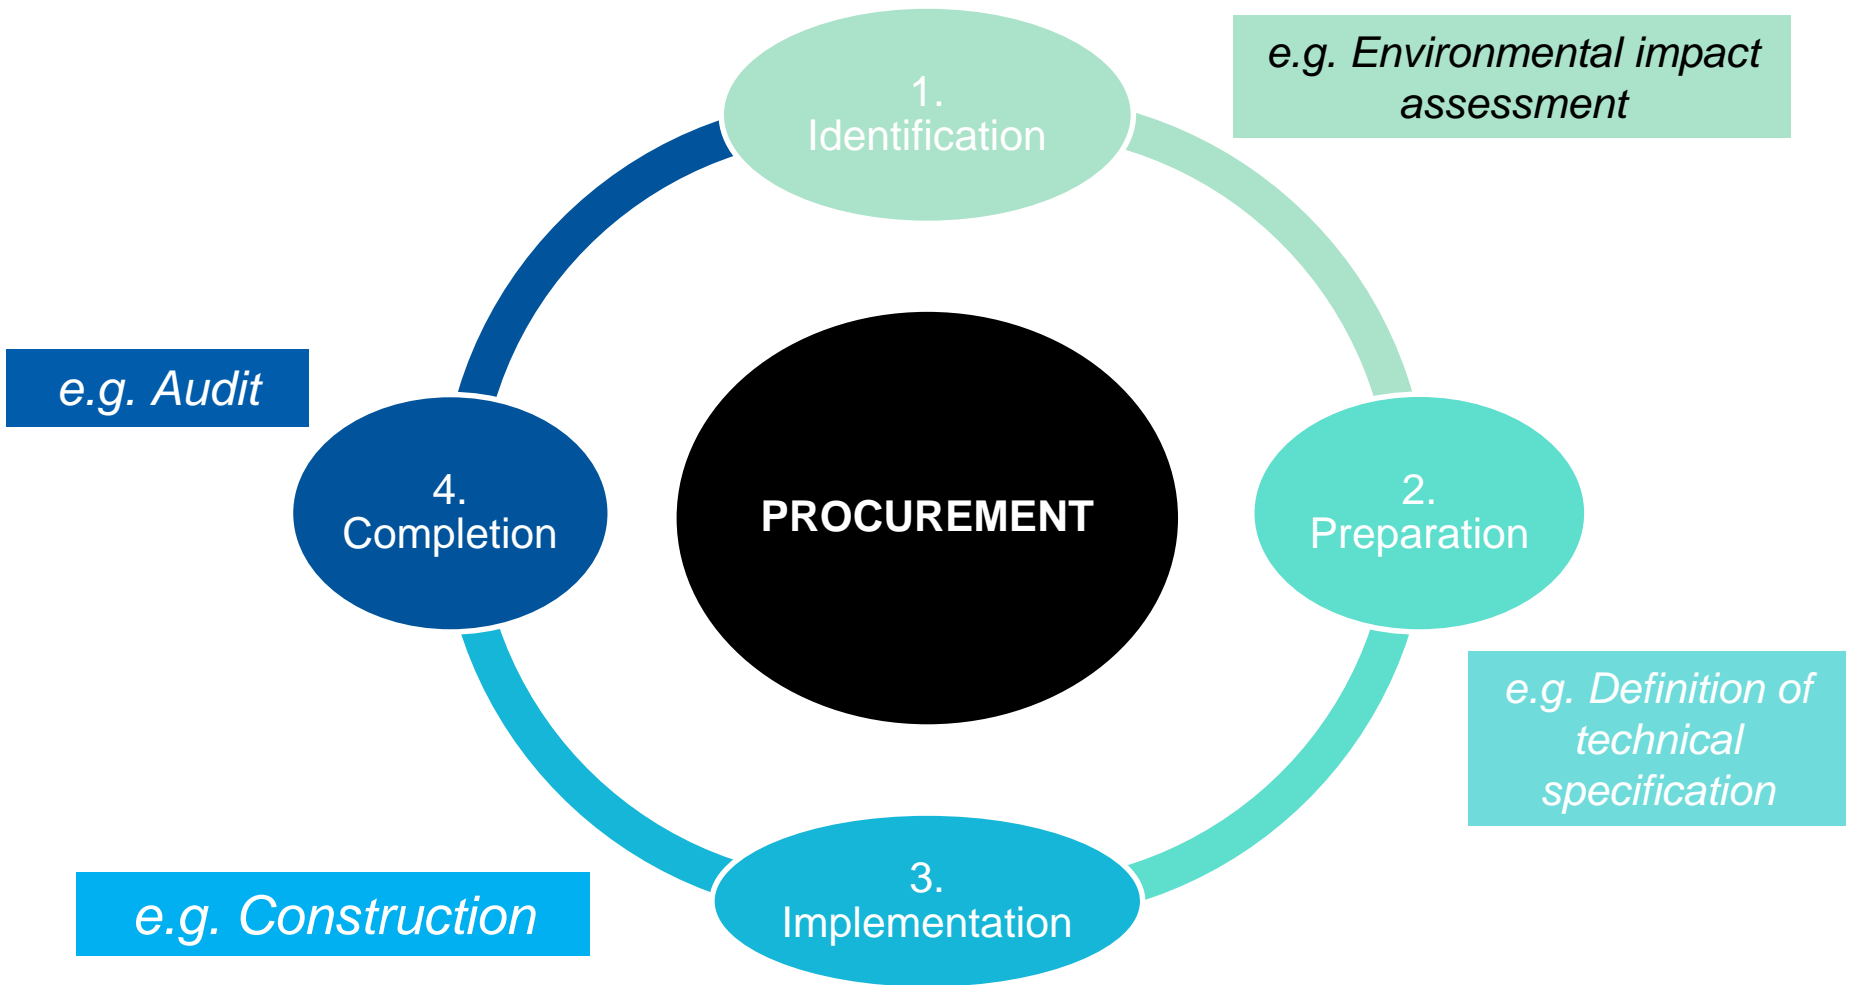 1.
Identification
e.g. Environmental impact
assessment
e.g. Audit
4.
Completion
PROCUREMENT
2.
Preparation
e.g. Definition of
technical
specification
3.
Implementation
e.g. Construction